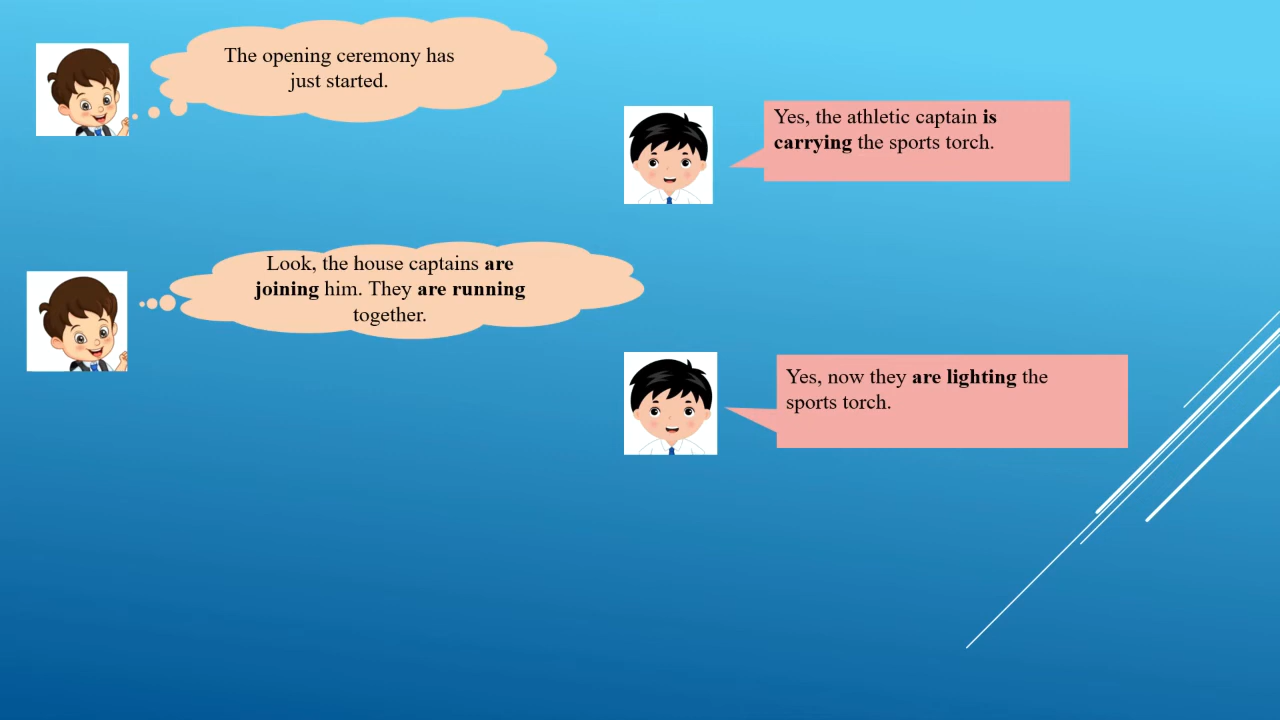 The opening ceremony has
just started.
Yes, the athletic captain is
carrying the sports torch.
Look, the house captains are
joining him. They are running
together.
Yes, now they are lighting the
sports torch.